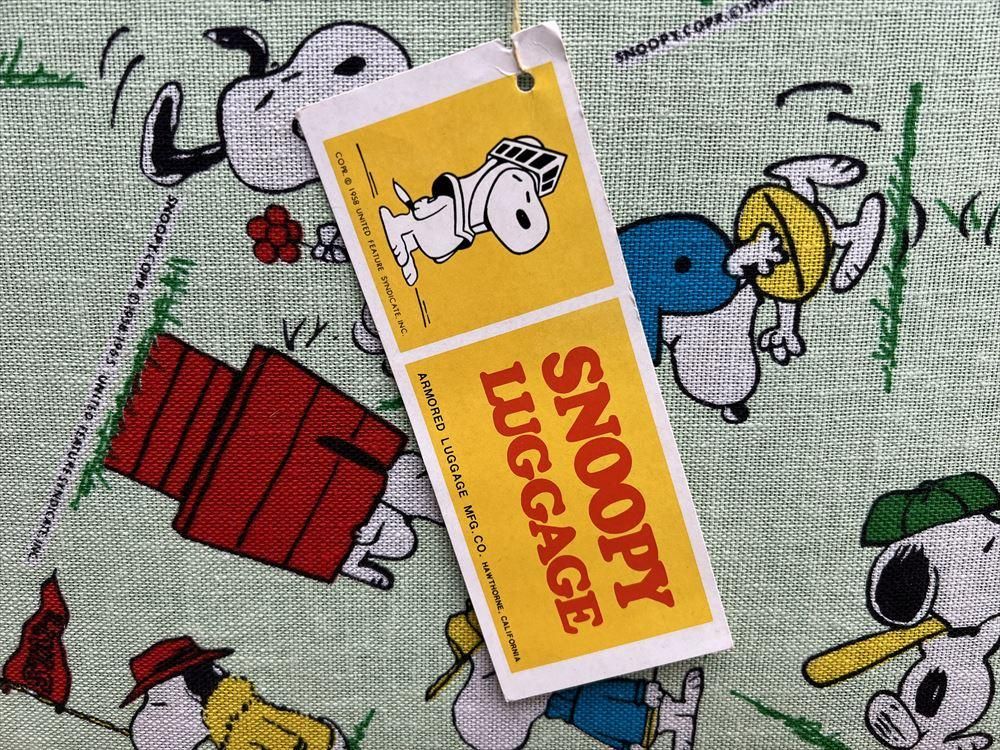 COPR. © 1958 UNITED FEATURE SYNDICATE, INC.
SNOOPY
LUGGAGE
ARMORED LUGGAGE MFG. CO. HAWTHORNE, CALIFORNIA
SNOOPY. COPR. © 195
SNOOPY. COPR. © 1958 1965 UNITED FEATURE SYNDICATE, INC.